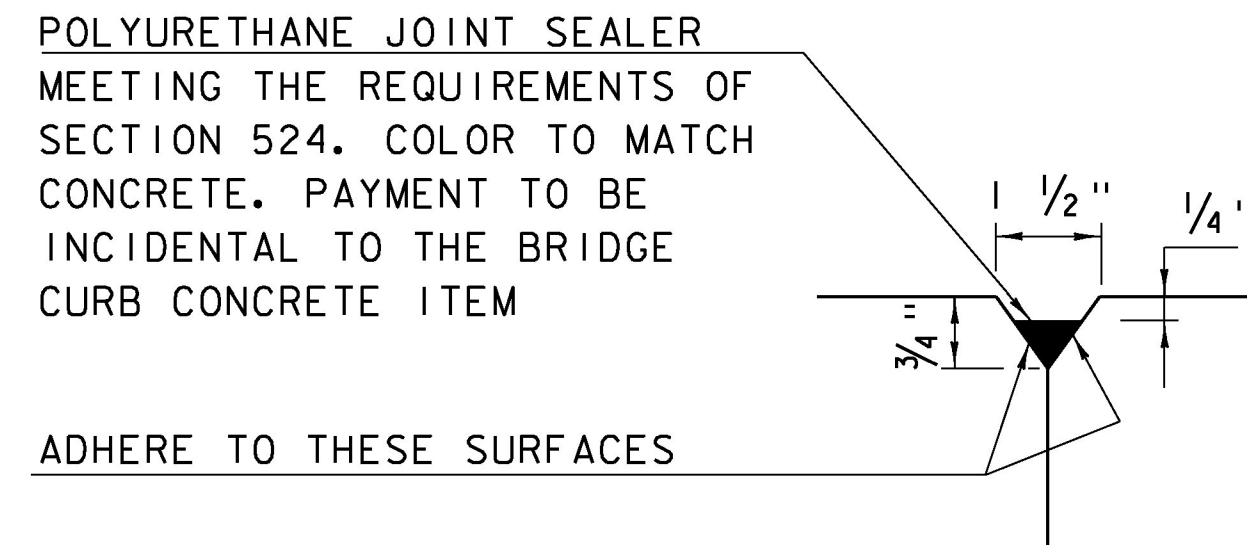 POLYURETHANE JOINT SEALER
MEETING THE REQUIREMENTS OF
SECTION 524. COLOR TO MATCH
CONCRETE. PAYMENT TO BE
INCIDENTAL TO THE BRIDGE
CURB CONCRETE ITEM
1 1/2"
1/4'
3/4"
ADHERE TO THESE SURFACES